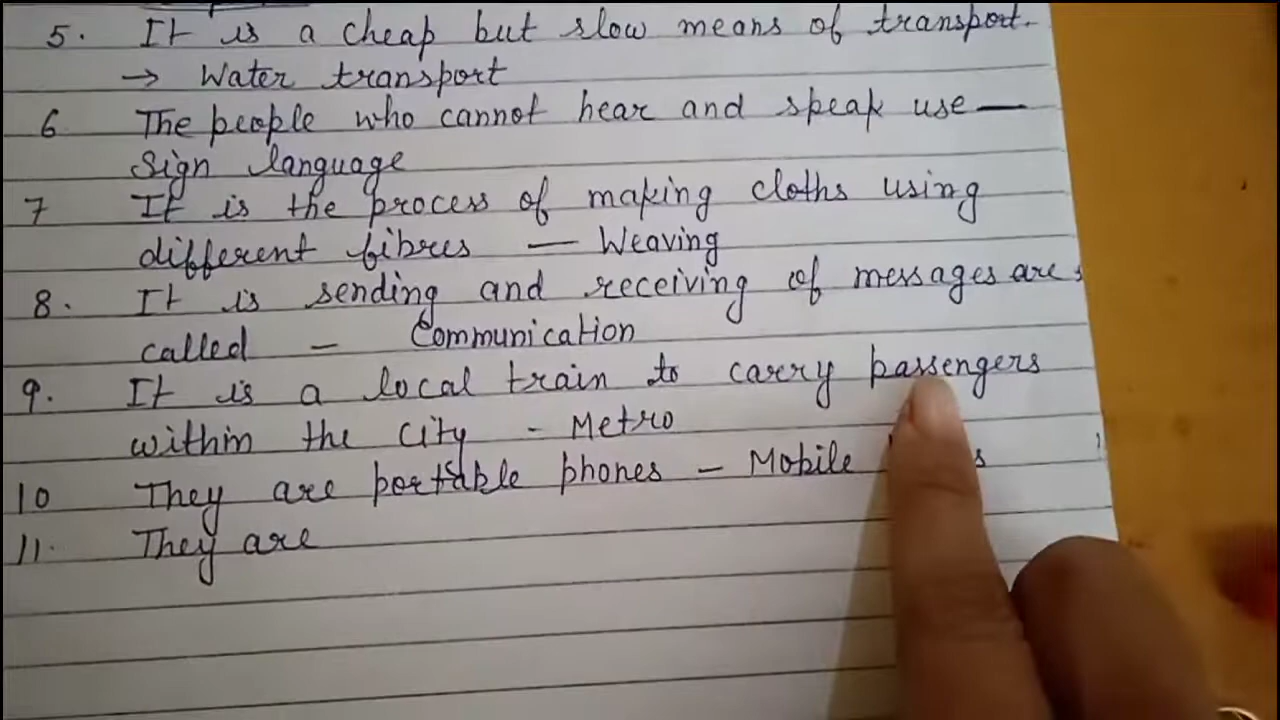 5. It is a cheap but slow means of transport.
→ Water transport
6 The people who cannot hear and speak use —
Sign language
7 It is the process of making cloths using
different fibres — Weaving
8. It is sending and receiving of messages are
called - Communication
9. It is a local train to carry passengers
within the city - Metro
10 They are portable phones - Mobile
11. They are